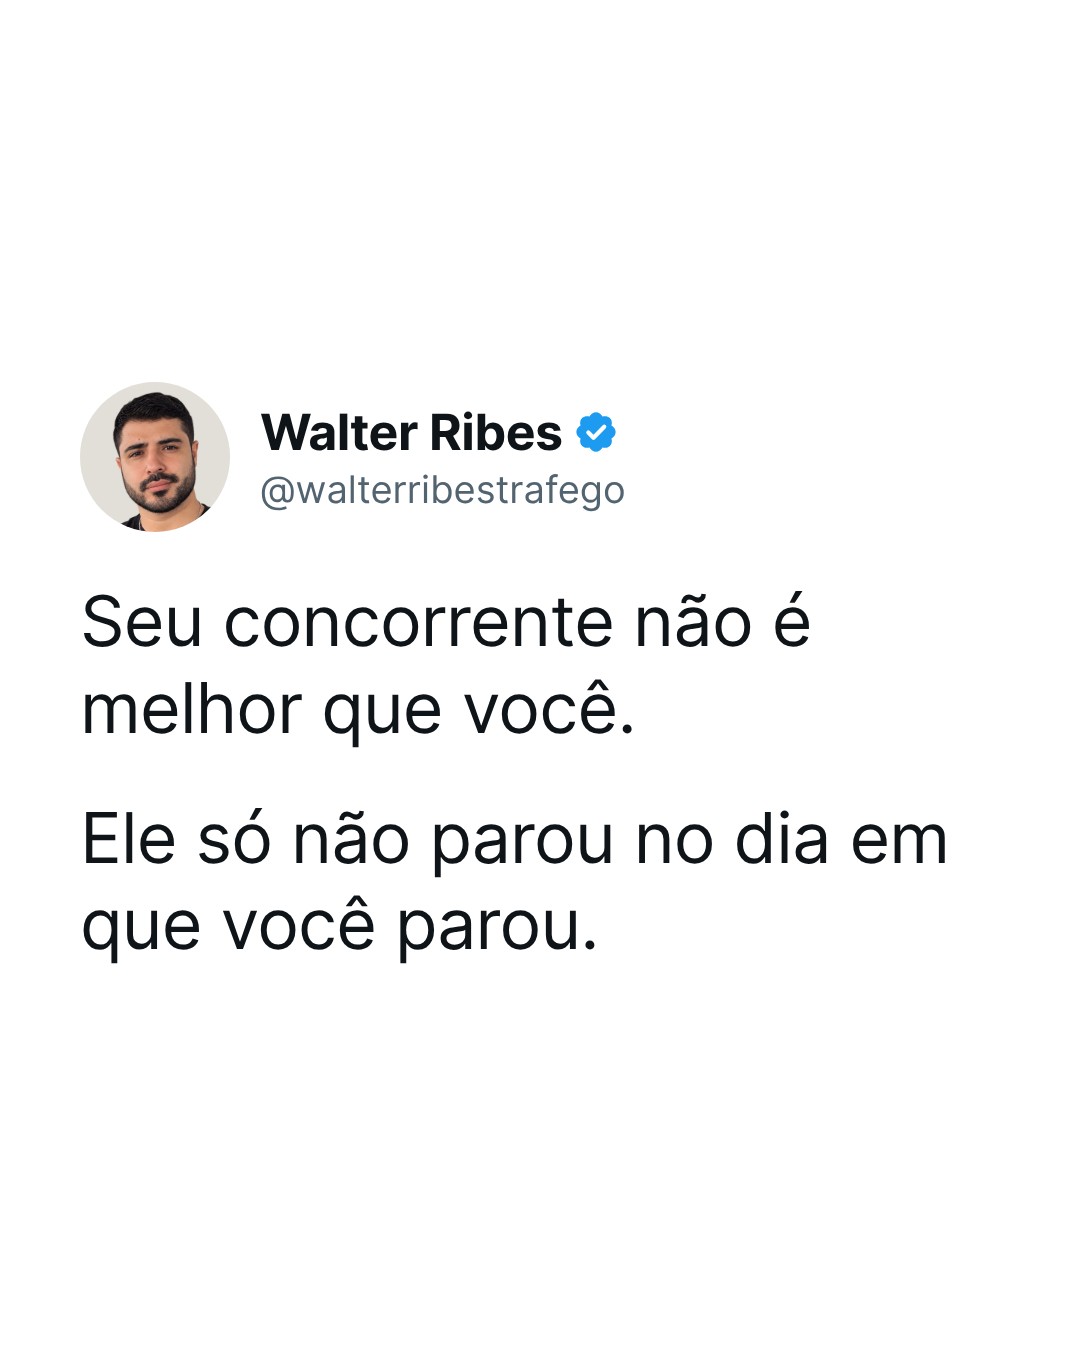 Walter Ribes
@walterribestrafego
Seu concorrente não é
melhor que você.
Ele só não parou no dia em
que você parou.